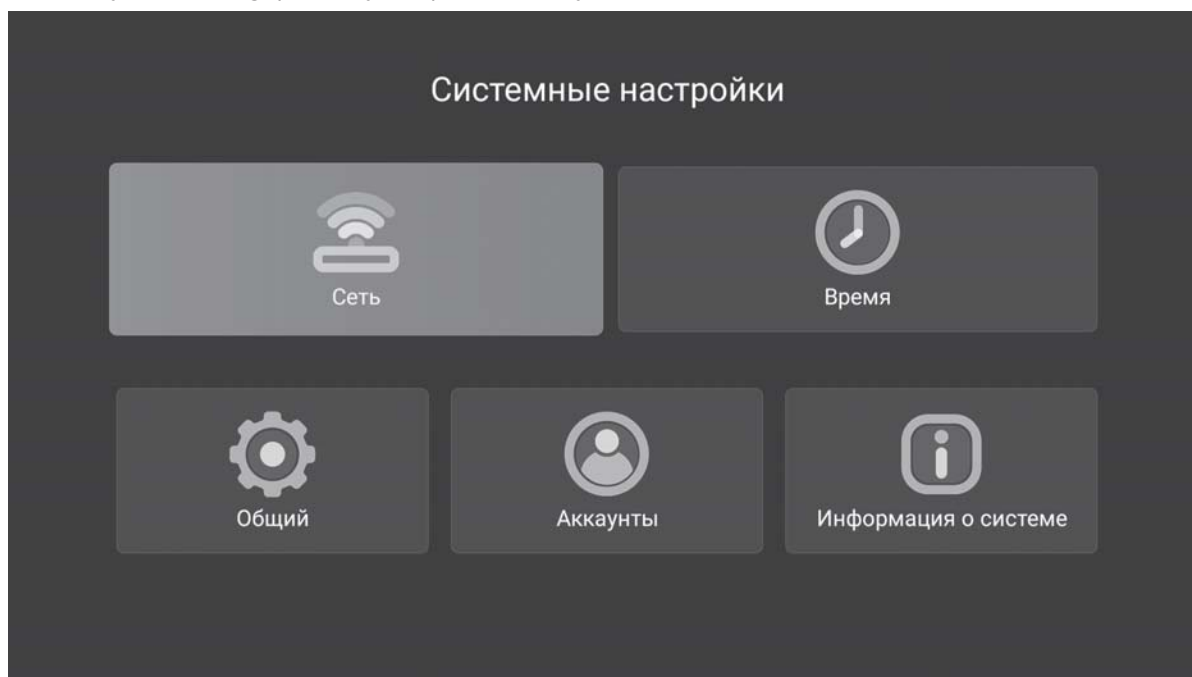 Системные настройки
Сеть
Время
Общий
Аккаунты
Информация о системе